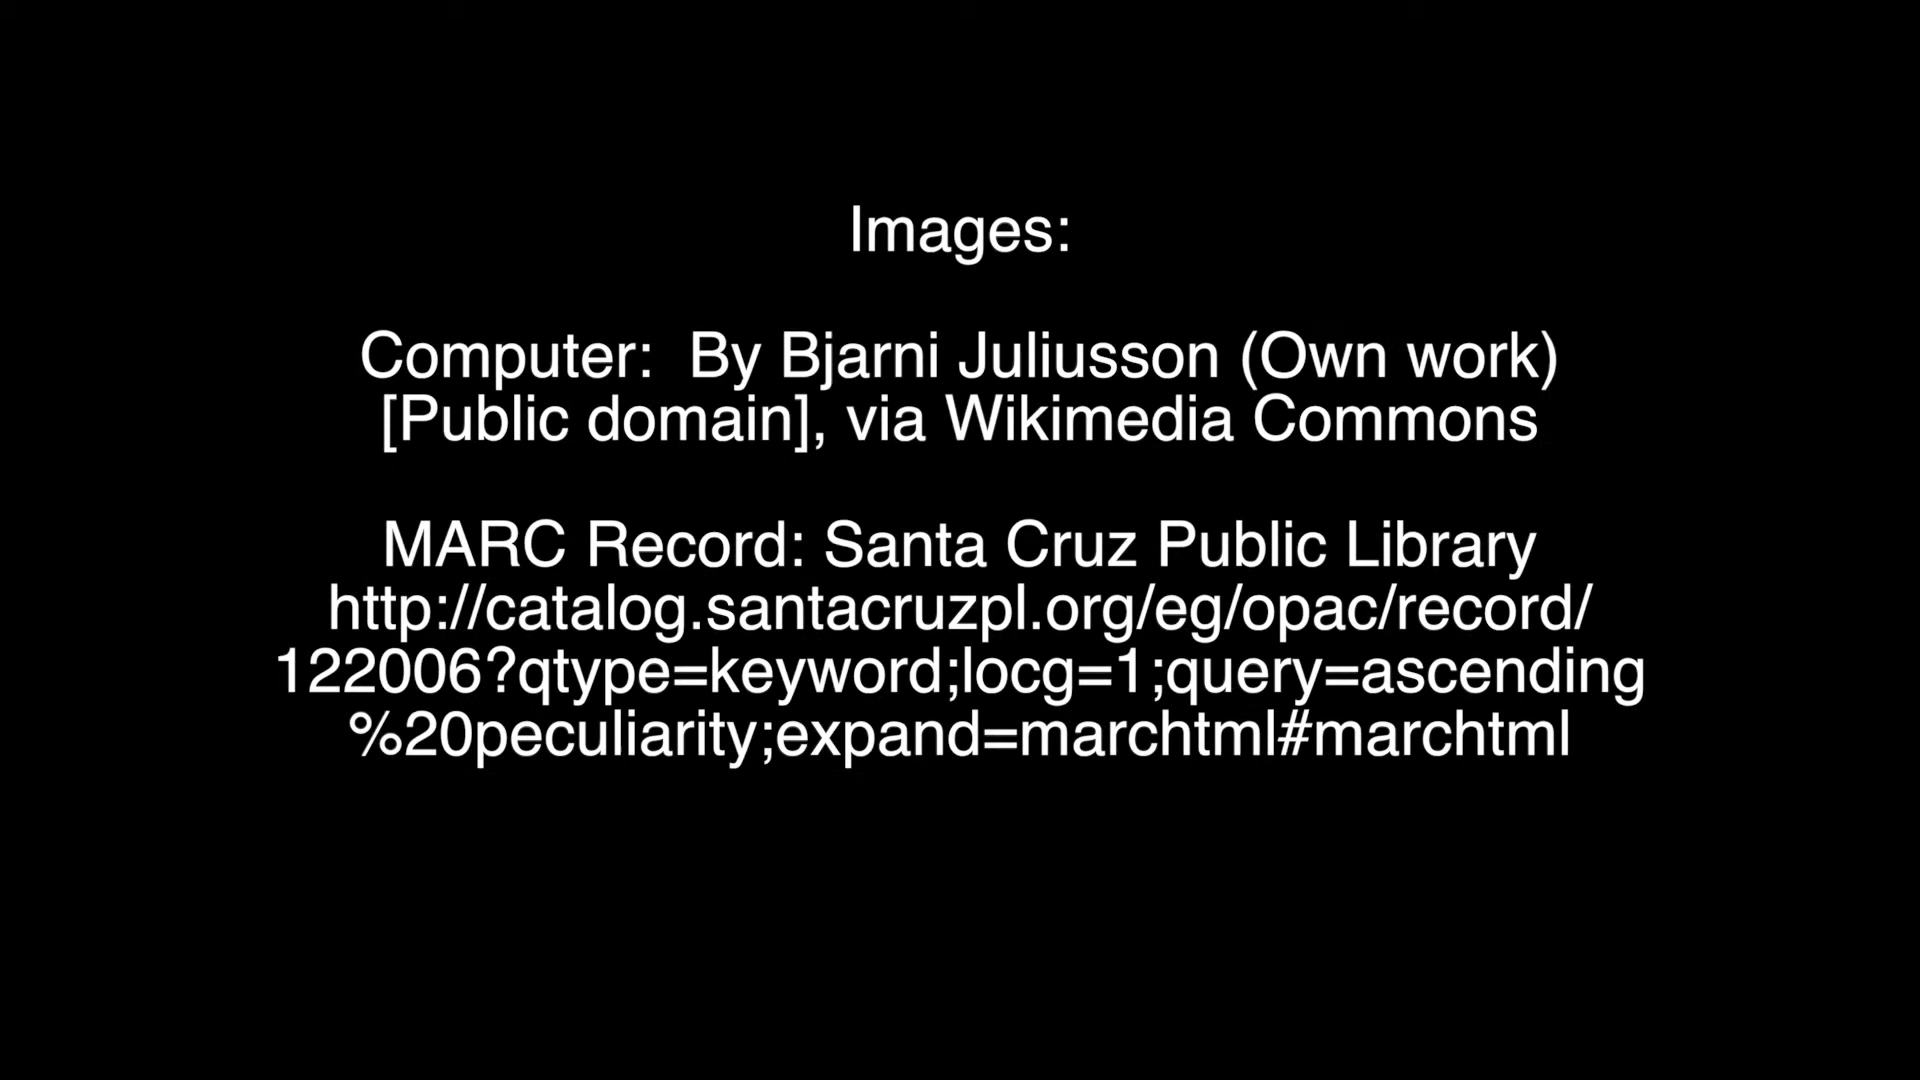 Images:
Computer:  By Bjarni Juliusson (Own work)
[Public domain], via Wikimedia Commons
MARC Record: Santa Cruz Public Library
http://catalog.santacruzpl.org/eg/opac/record/
122006?qtype=keyword;locg=1;query=ascending
%20peculiarity;expand=marchtml#marchtml